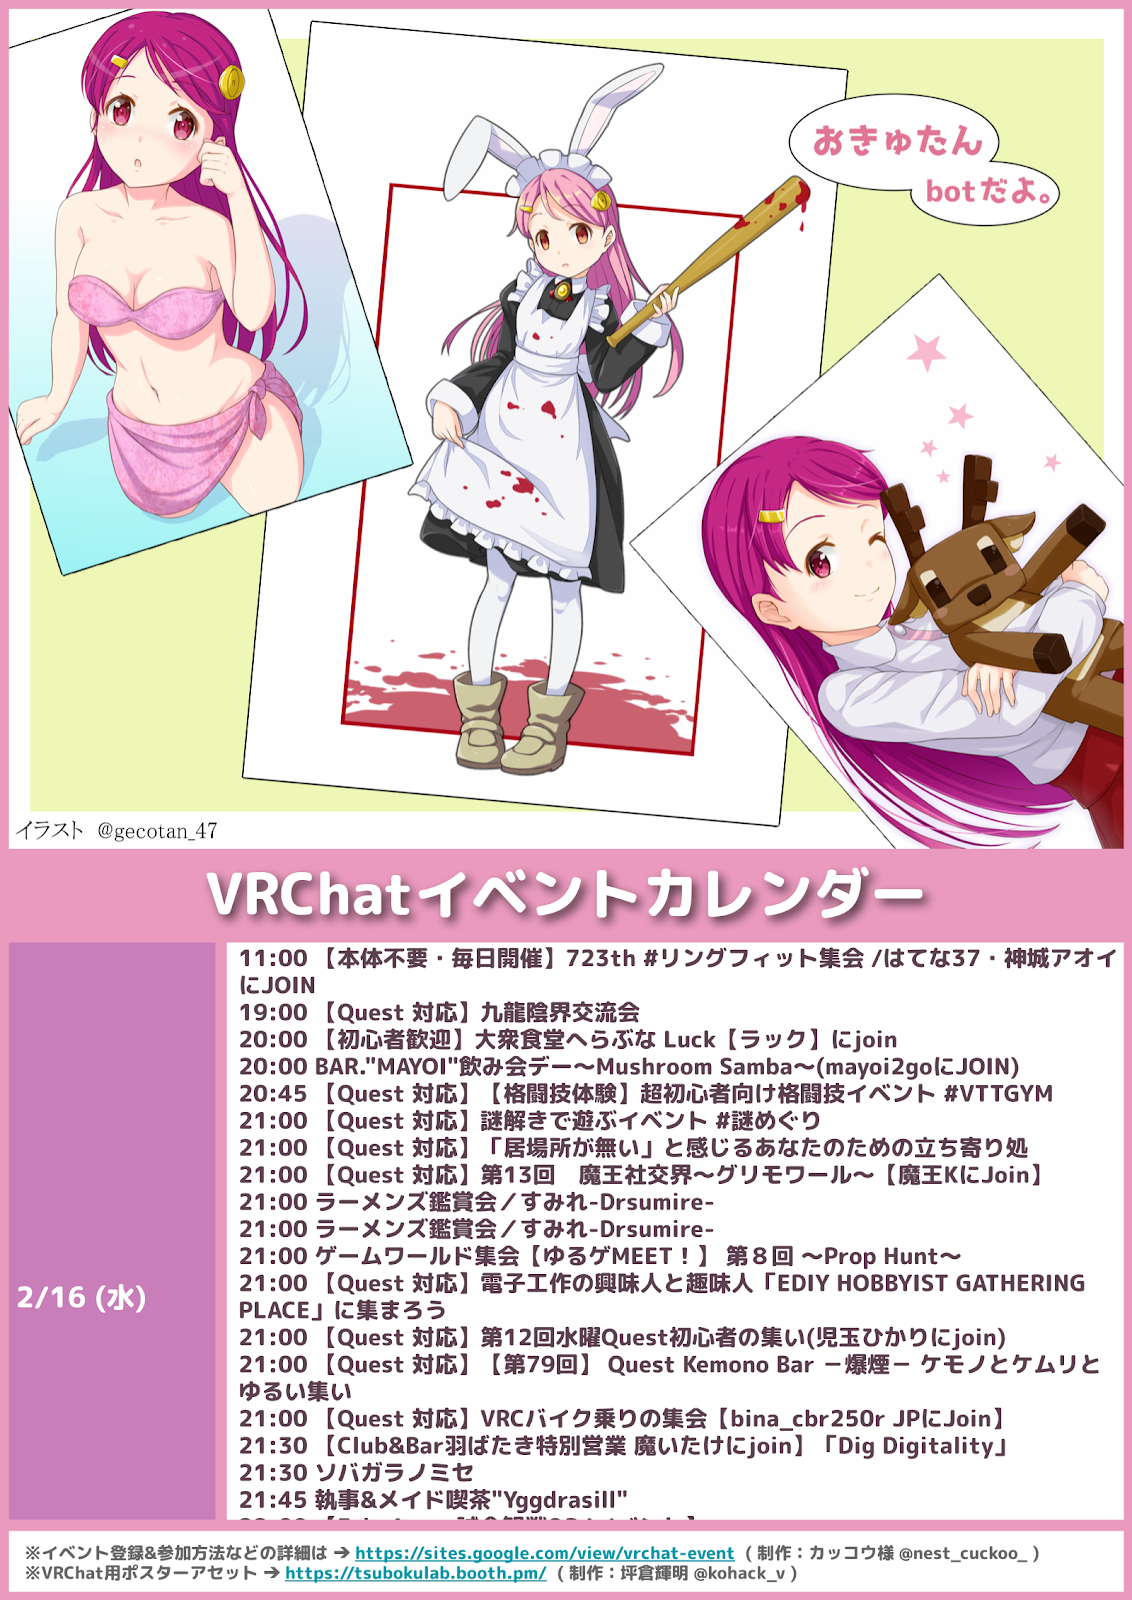 おきゅたん
botだよ。
イラスト @gecotan_47
VRChatイベントカレンダー
2/16 (水)
11:00 【本体不要・毎日開催】723th #リングフィット集会 /はてな37・神城アオイ
にJOIN
19:00 【Quest 対応】九龍陰界交流会
20:00 【初心者歓迎】大衆食堂へらぶな Luck【ラック】にjoin
20:00 BAR."MAYOI"飲み会デー～Mushroom Samba～(mayoi2goにJOIN)
20:45 【Quest 対応】【格闘技体験】超初心者向け格闘技イベント #VTTGYM
21:00 【Quest 対応】謎解きで遊ぶイベント #謎めぐり
21:00 【Quest 対応】「居場所が無い」と感じるあなたのための立ち寄り処
21:00 【Quest 対応】第13回　魔王社交界～グリモワール～【魔王KにJoin】
21:00 ラーメンズ鑑賞会／すみれ-Drsumire-
21:00 ラーメンズ鑑賞会／すみれ-Drsumire-
21:00 ゲームワールド集会【ゆるゲMEET！】 第８回 ～Prop Hunt～
21:00 【Quest 対応】電子工作の興味人と趣味人「EDIY HOBBYIST GATHERING
PLACE」に集まろう
21:00 【Quest 対応】第12回水曜Quest初心者の集い(児玉ひかりにjoin)
21:00 【Quest 対応】【第79回】 Quest Kemono Bar －爆煙－ ケモノとケムリと
ゆるい集い
21:00 【Quest 対応】VRCバイク乗りの集会【bina_cbr250r JPにJoin】
21:30 【Club&Bar羽ばたき特別営業 魔いたけにjoin】「Dig Digitality」
21:30 ソバガラノミセ
21:45 執事&メイド喫茶"Yggdrasill"
※イベント登録&参加方法などの詳細は ➔ https://sites.google.com/view/vrchat-event ( 制作：カッコウ様 @nest_cuckoo_ )
※VRChat用ポスターアセット ➔ https://tsubokulab.booth.pm/ ( 制作：坪倉輝明 @kohack_v )